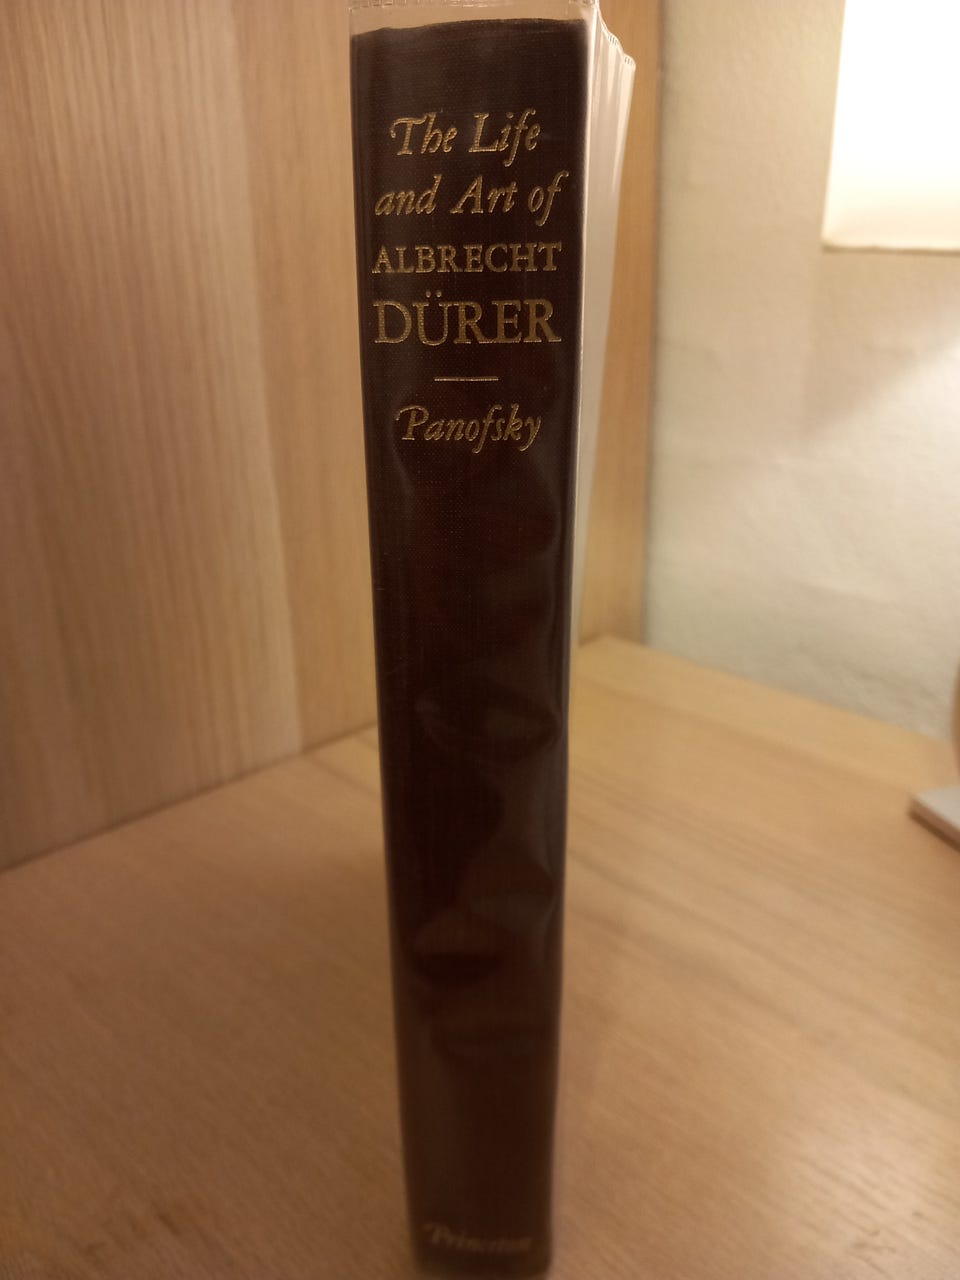 The Life
and Art of
ALBRECHT
DÜRER
Panofsky
Princeton